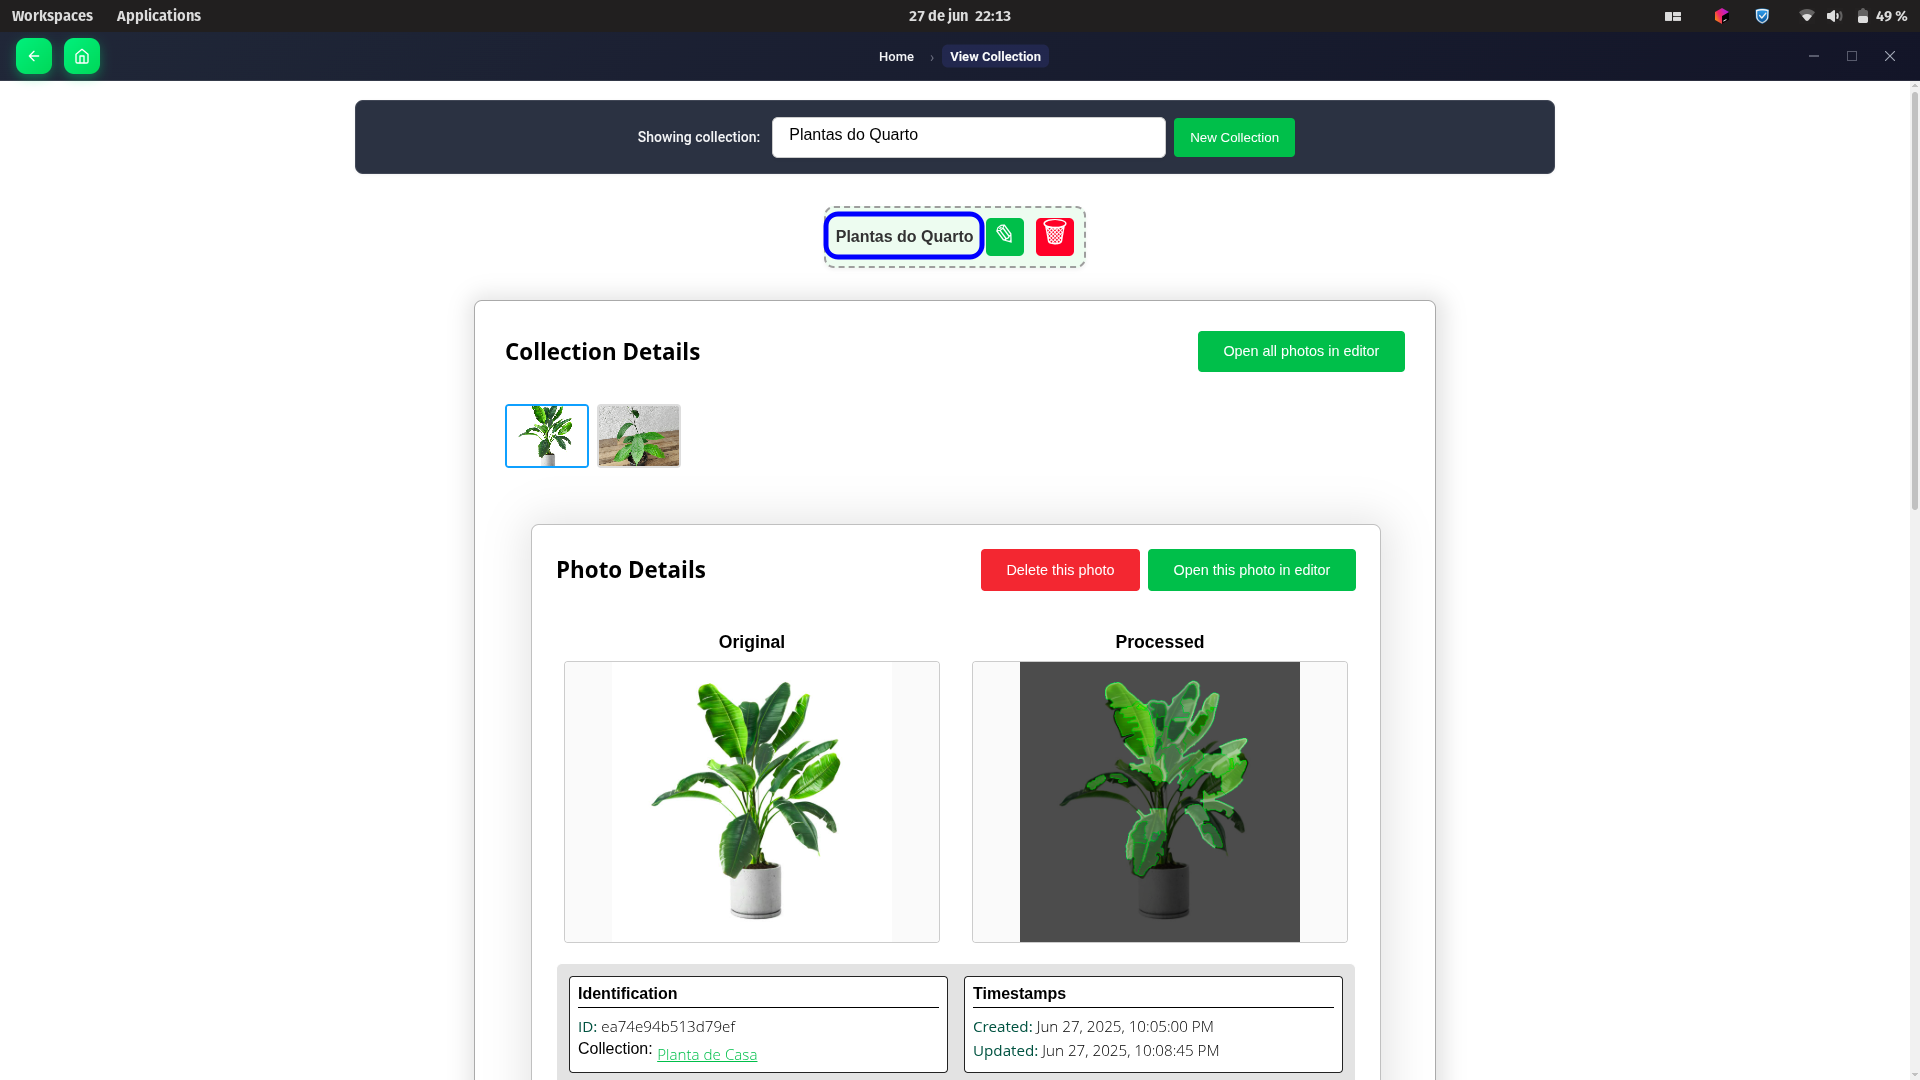 Workspaces Applications 27 de jun 22:13 49 %
Home › View Collection
Showing collection: Plantas do Quarto New Collection
Plantas do Quarto
Collection Details Open all photos in editor
Photo Details Delete this photo Open this photo in editor
Original Processed
Identification
ID: ea74e94b513d79ef
Collection: Planta de Casa
Timestamps
Created: Jun 27, 2025, 10:05:00 PM
Updated: Jun 27, 2025, 10:08:45 PM